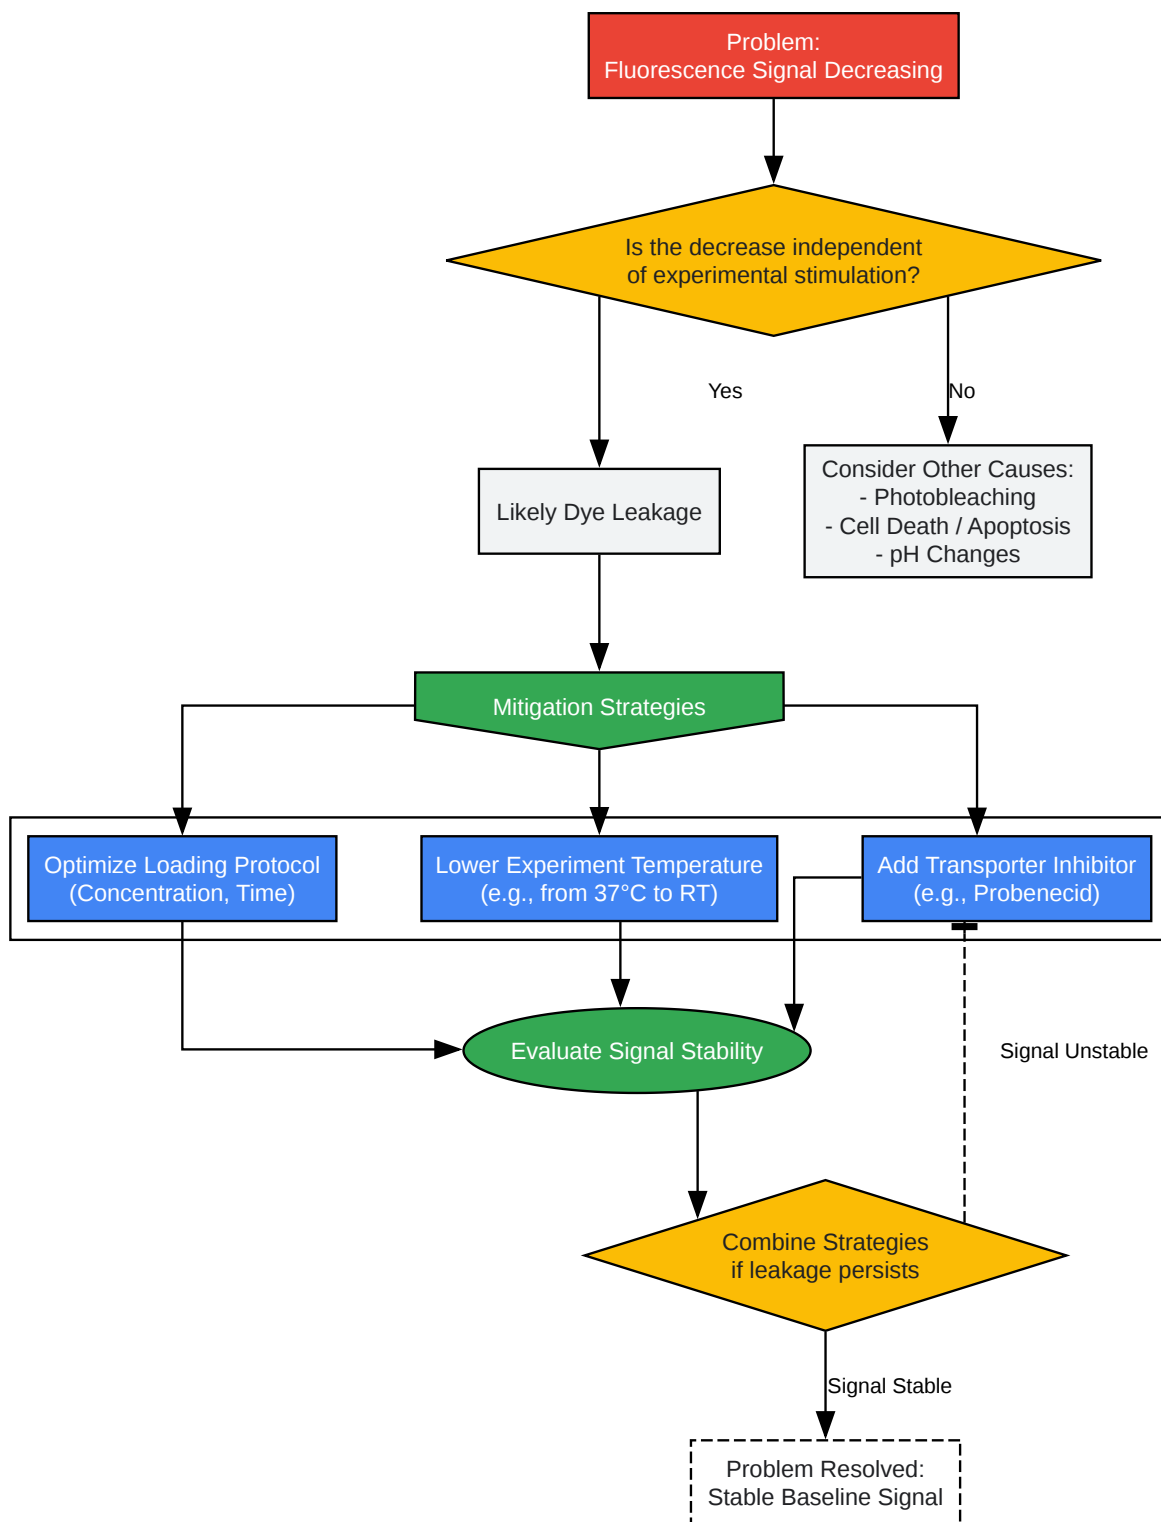 Problem:
Fluorescence Signal Decreasing
Is the decrease independent
of experimental stimulation?
Yes
No
Likely Dye Leakage
Consider Other Causes:
- Photobleaching
- Cell Death / Apoptosis
- pH Changes
Mitigation Strategies
Optimize Loading Protocol
(Concentration, Time)
Lower Experiment Temperature
(e.g., from 37°C to RT)
Add Transporter Inhibitor
(e.g., Probenecid)
Evaluate Signal Stability
Signal Unstable
Combine Strategies
if leakage persists
Signal Stable
Problem Resolved:
Stable Baseline Signal